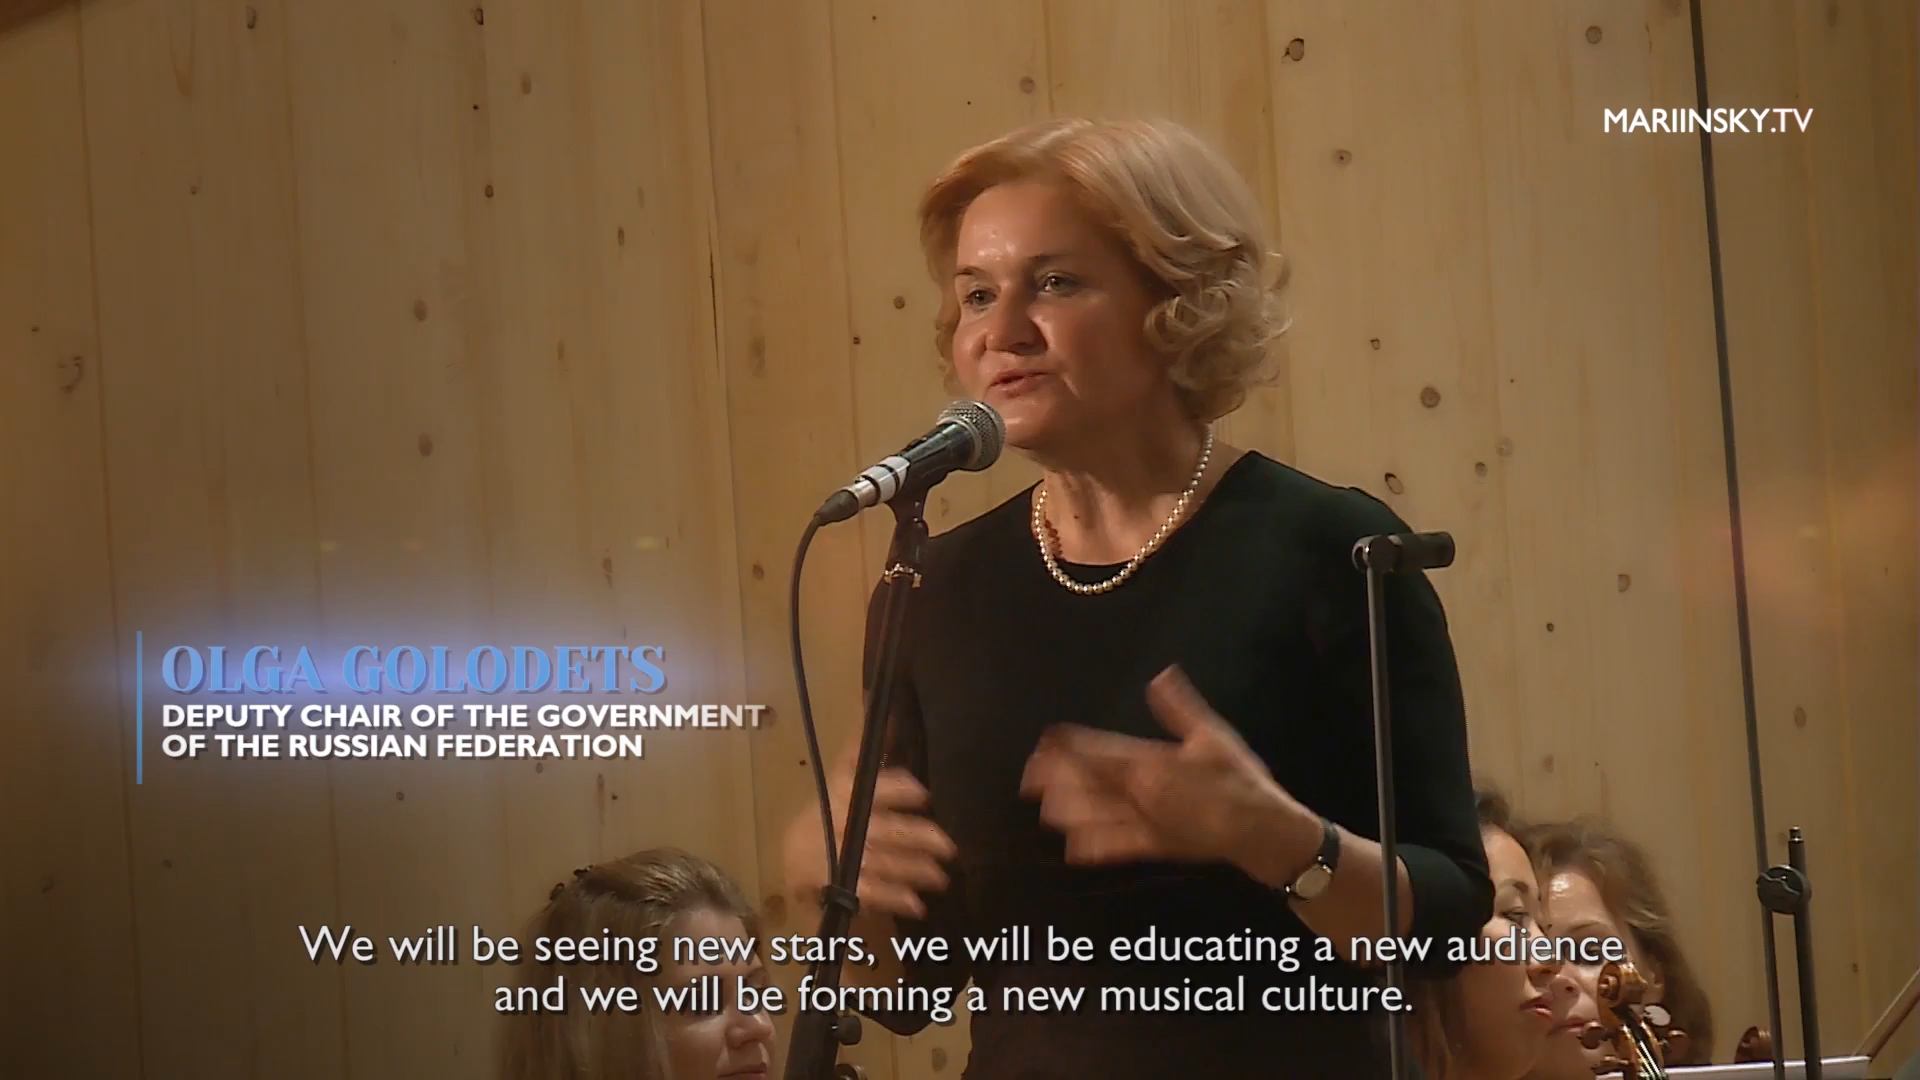 MARIINSKY.TV
OLGA GOLODETS
DEPUTY CHAIR OF THE GOVERNMENT
OF THE RUSSIAN FEDERATION
We will be seeing new stars, we will be educating a new audience
and we will be forming a new musical culture.